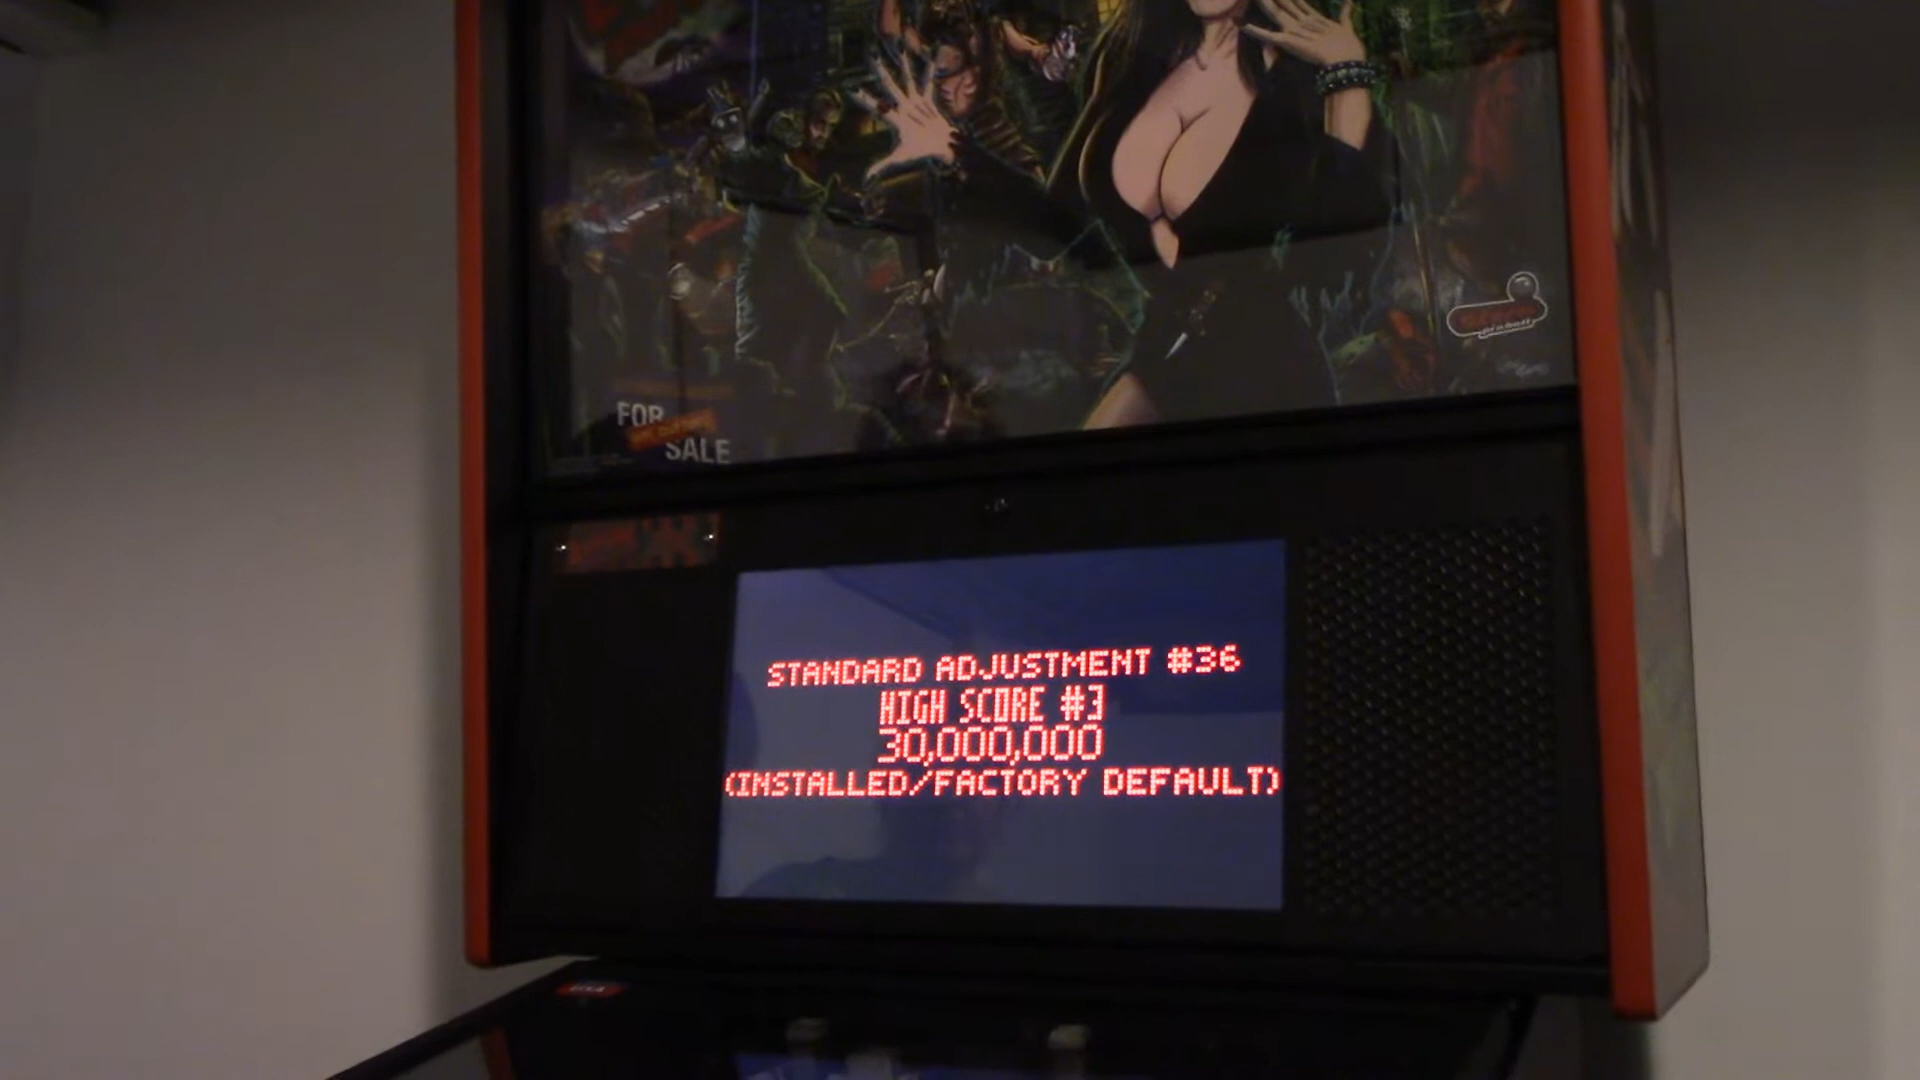 FOR
SALE
STANDARD ADJUSTMENT #36
HIGH SCORE #3
30,000,000
(INSTALLED/FACTORY DEFAULT)